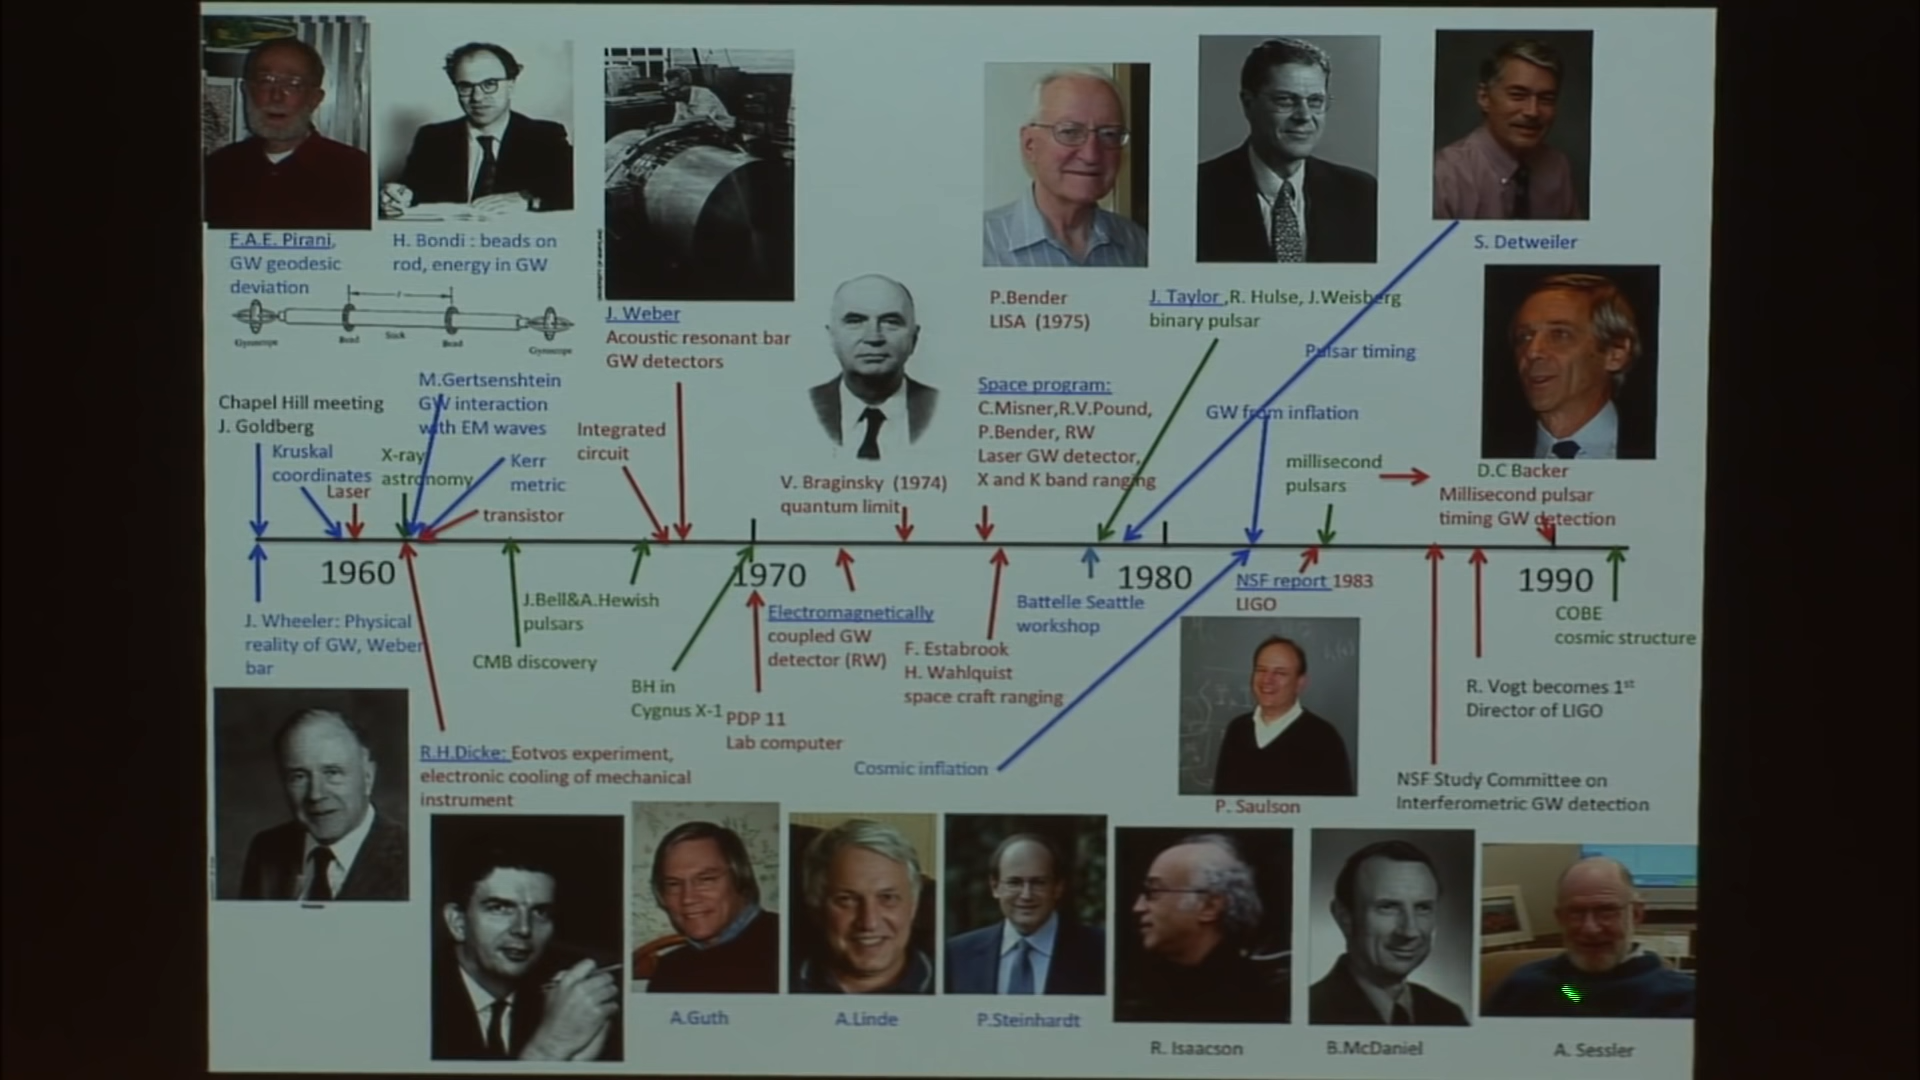 F.A.E. Pirani,
GW geodesic
deviation
H. Bondi : beads on
rod, energy in GW
Gyroscope
Bead
Stick
Bead
Gyroscope
J. Weber
Acoustic resonant bar
GW detectors
P.Bender
LISA (1975)
J. Taylor ,R. Hulse, J.Weisberg
binary pulsar
S. Detweiler
Pulsar timing
GW from inflation
Chapel Hill meeting
J. Goldberg
Kruskal
coordinates
Laser
M.Gertsenshtein
GW interaction
with EM waves
X-ray
astronomy
Kerr
metric
transistor
Integrated
circuit
V. Braginsky (1974)
quantum limit
Space program:
C.Misner,R.V.Pound,
P.Bender, RW
Laser GW detector,
X and K band ranging
millisecond
pulsars
D.C Backer
Millisecond pulsar
timing GW detection
1960
1970
1980
1990
J. Wheeler: Physical
reality of GW, Weber
bar
J.Bell&A.Hewish
pulsars
CMB discovery
BH in
Cygnus X-1
PDP 11
Lab computer
Electromagnetically
coupled GW
detector (RW)
F. Estabrook
H. Wahlquist
space craft ranging
Battelle Seattle
workshop
NSF report 1983
LIGO
COBE
cosmic structure
R. Vogt becomes 1st
Director of LIGO
R.H.Dicke: Eotvos experiment,
electronic cooling of mechanical
instrument
Cosmic inflation
P. Saulson
NSF Study Committee on
Interferometric GW detection
A.Guth
A.Linde
P.Steinhardt
R. Isaacson
B.McDaniel
A. Sessler